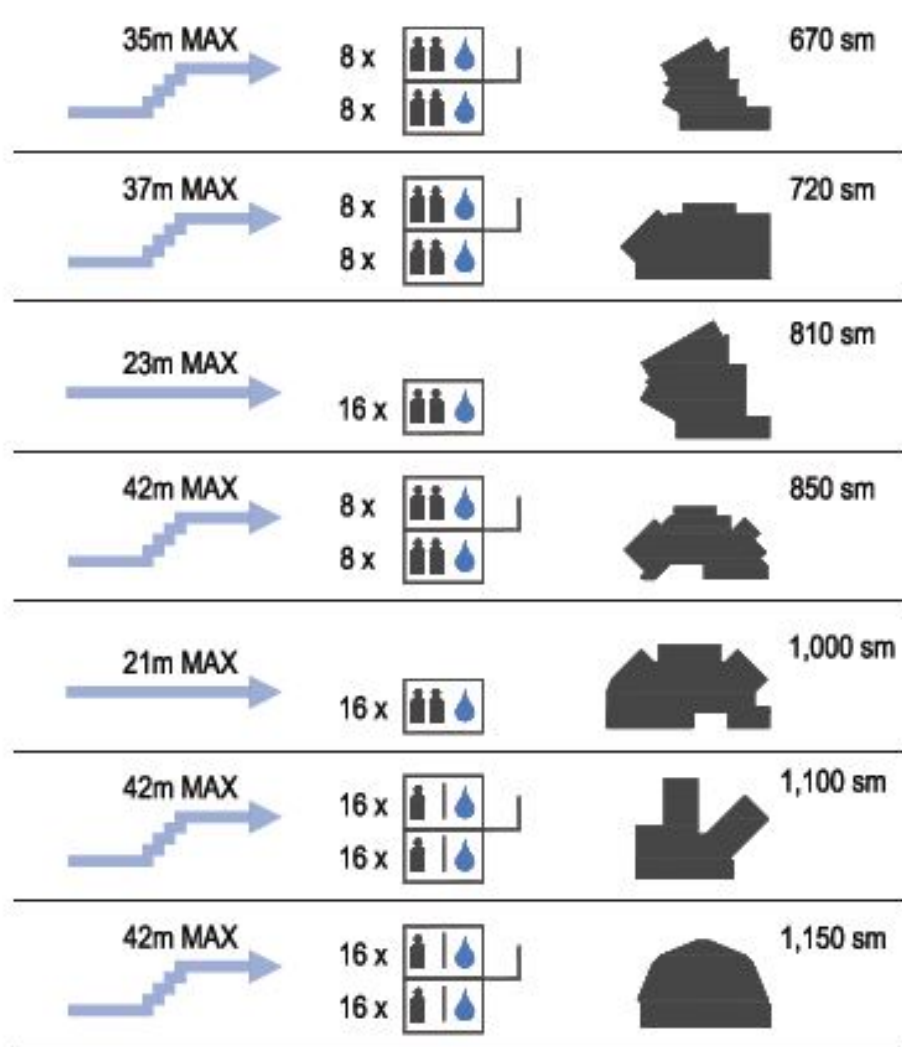 35m MAX
8 x
8 x
670 sm
37m MAX
8 x
8 x
720 sm
23m MAX
16 x
810 sm
42m MAX
8 x
8 x
850 sm
21m MAX
16 x
1,000 sm
42m MAX
16 x
16 x
1,100 sm
42m MAX
16 x
16 x
1,150 sm